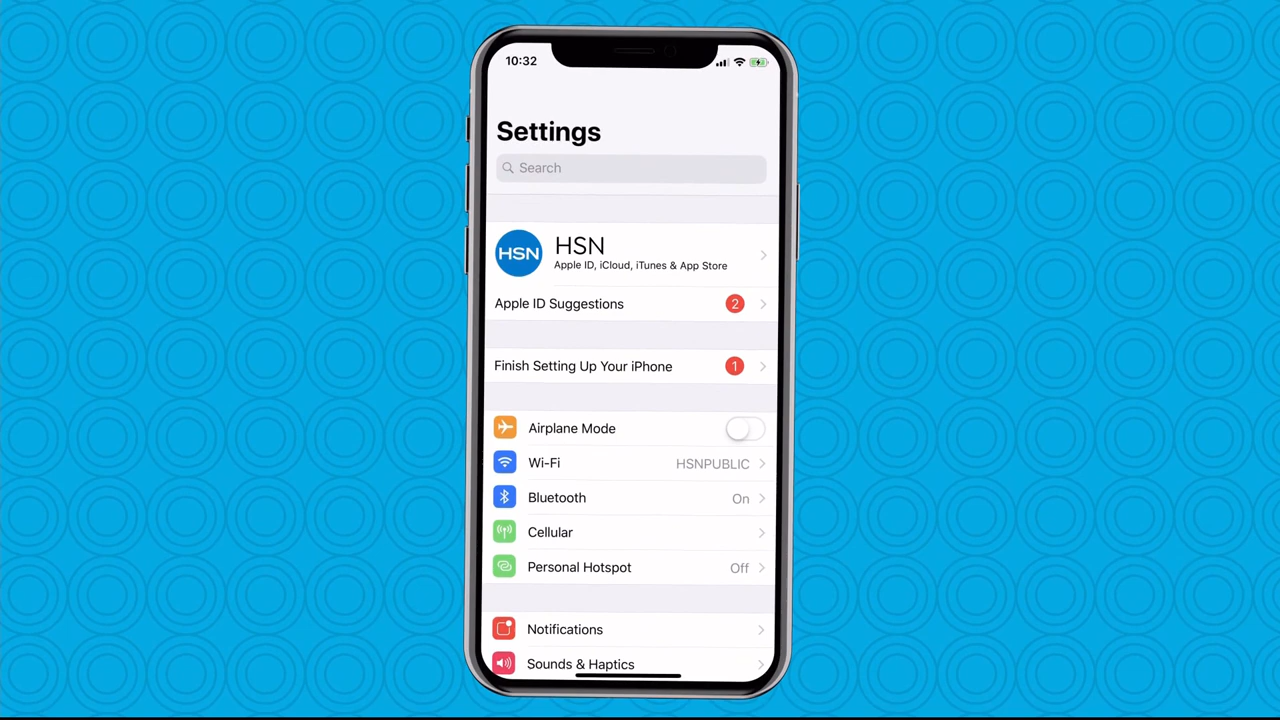 10:32
Settings
Search
HSN
HSN
Apple ID, iCloud, iTunes & App Store
Apple ID Suggestions 2
Finish Setting Up Your iPhone 1
Airplane Mode
Wi-Fi HSNPUBLIC
Bluetooth On
Cellular
Personal Hotspot Off
Notifications
Sounds & Haptics